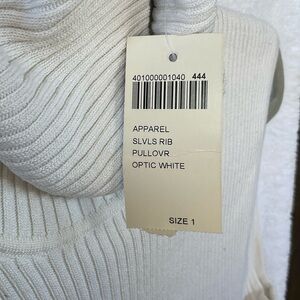 401000001040 444
APPAREL
SLVLS RIB
PULLOVR
OPTIC WHITE
SIZE 1